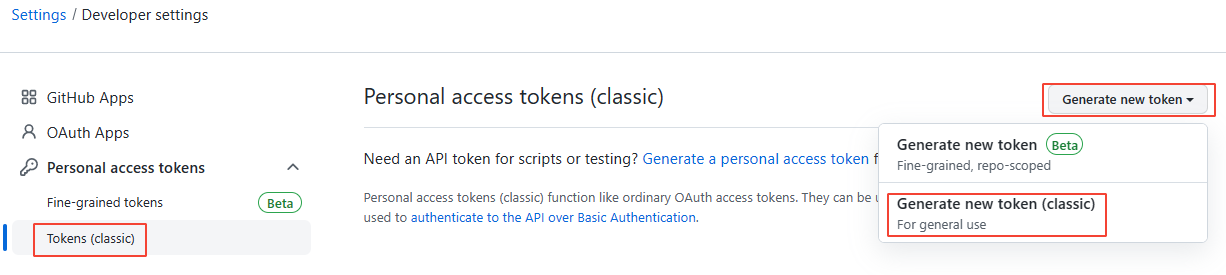 Settings / Developer settings
GitHub Apps
OAuth Apps
Personal access tokens
Fine-grained tokens Beta
Tokens (classic)
Personal access tokens (classic)
Generate new token
Need an API token for scripts or testing? Generate a personal access token
Personal access tokens (classic) function like ordinary OAuth access tokens. They can be
used to authenticate to the API over Basic Authentication.
Generate new token Beta
Fine-grained, repo-scoped
Generate new token (classic)
For general use